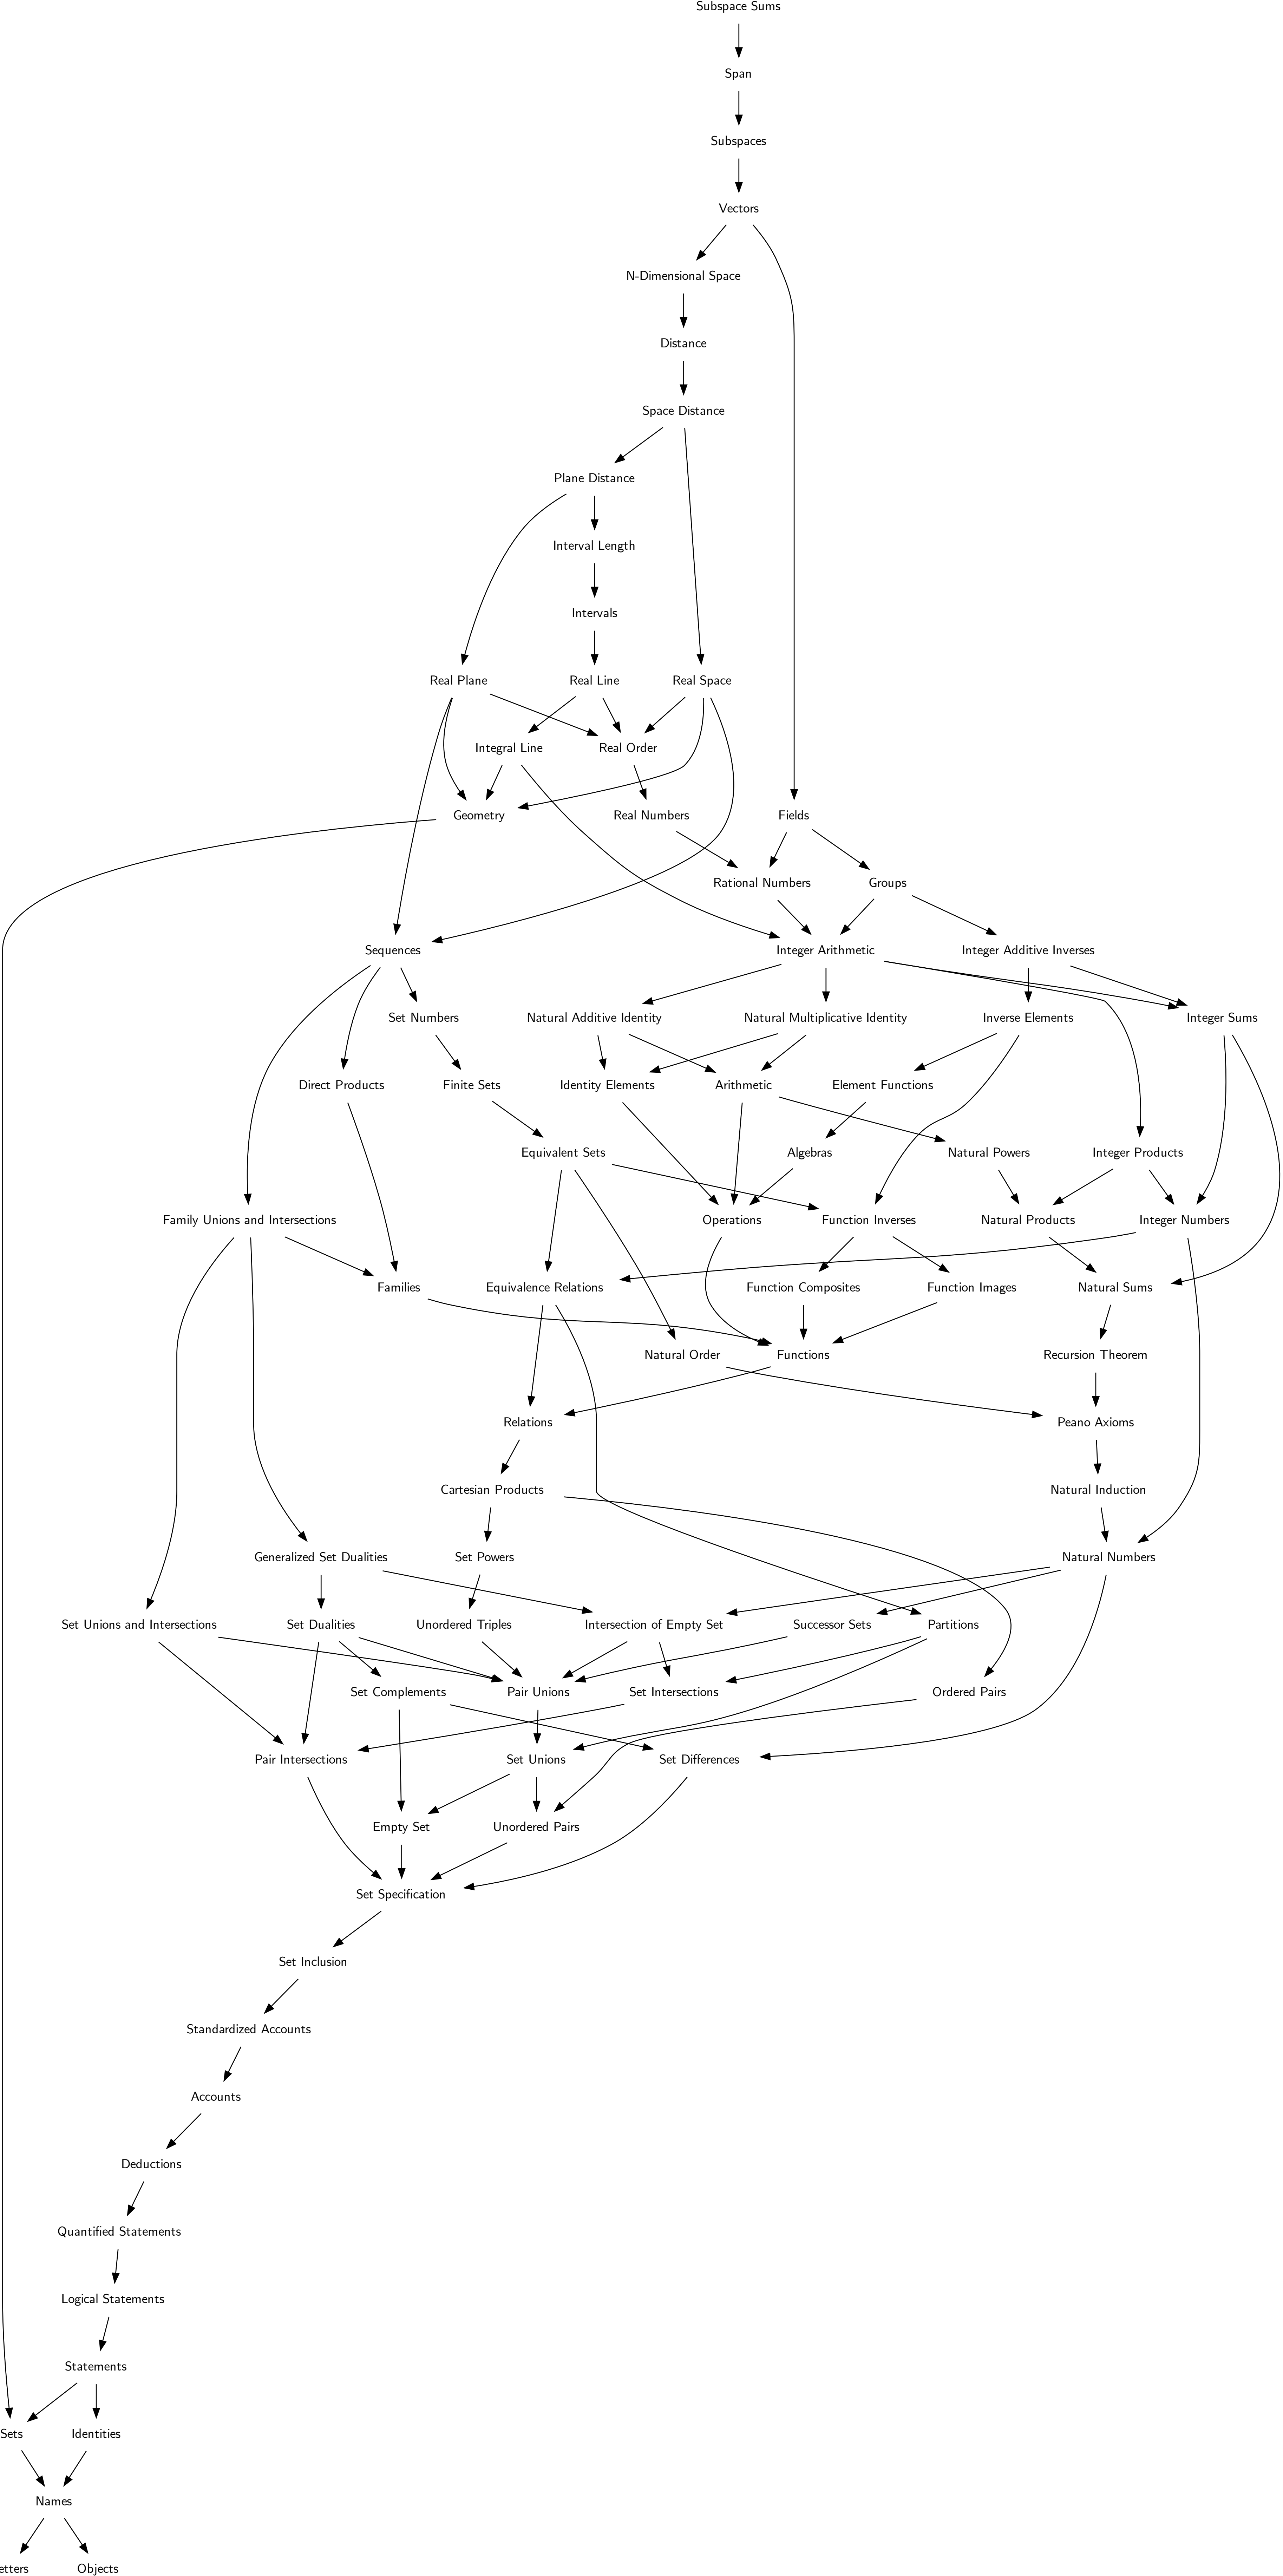 Subspace Sums
Span
Subspaces
Vectors
N-Dimensional Space
Distance
Space Distance
Plane Distance
Interval Length
Intervals
Real Plane
Real Line
Real Space
Integral Line
Real Order
Geometry
Real Numbers
Fields
Rational Numbers
Groups
Sequences
Integer Arithmetic
Integer Additive Inverses
Set Numbers
Natural Additive Identity
Natural Multiplicative Identity
Inverse Elements
Integer Sums
Direct Products
Finite Sets
Identity Elements
Arithmetic
Element Functions
Equivalent Sets
Algebras
Natural Powers
Integer Products
Family Unions and Intersections
Operations
Function Inverses
Natural Products
Integer Numbers
Families
Equivalence Relations
Function Composites
Function Images
Natural Sums
Natural Order
Functions
Recursion Theorem
Relations
Peano Axioms
Cartesian Products
Natural Induction
Generalized Set Dualities
Set Powers
Natural Numbers
Set Unions and Intersections
Set Dualities
Unordered Triples
Intersection of Empty Set
Successor Sets
Partitions
Set Complements
Pair Unions
Set Intersections
Ordered Pairs
Pair Intersections
Set Unions
Set Differences
Empty Set
Unordered Pairs
Set Specification
Set Inclusion
Standardized Accounts
Accounts
Deductions
Quantified Statements
Logical Statements
Statements
Sets
Identities
Names
etters
Objects